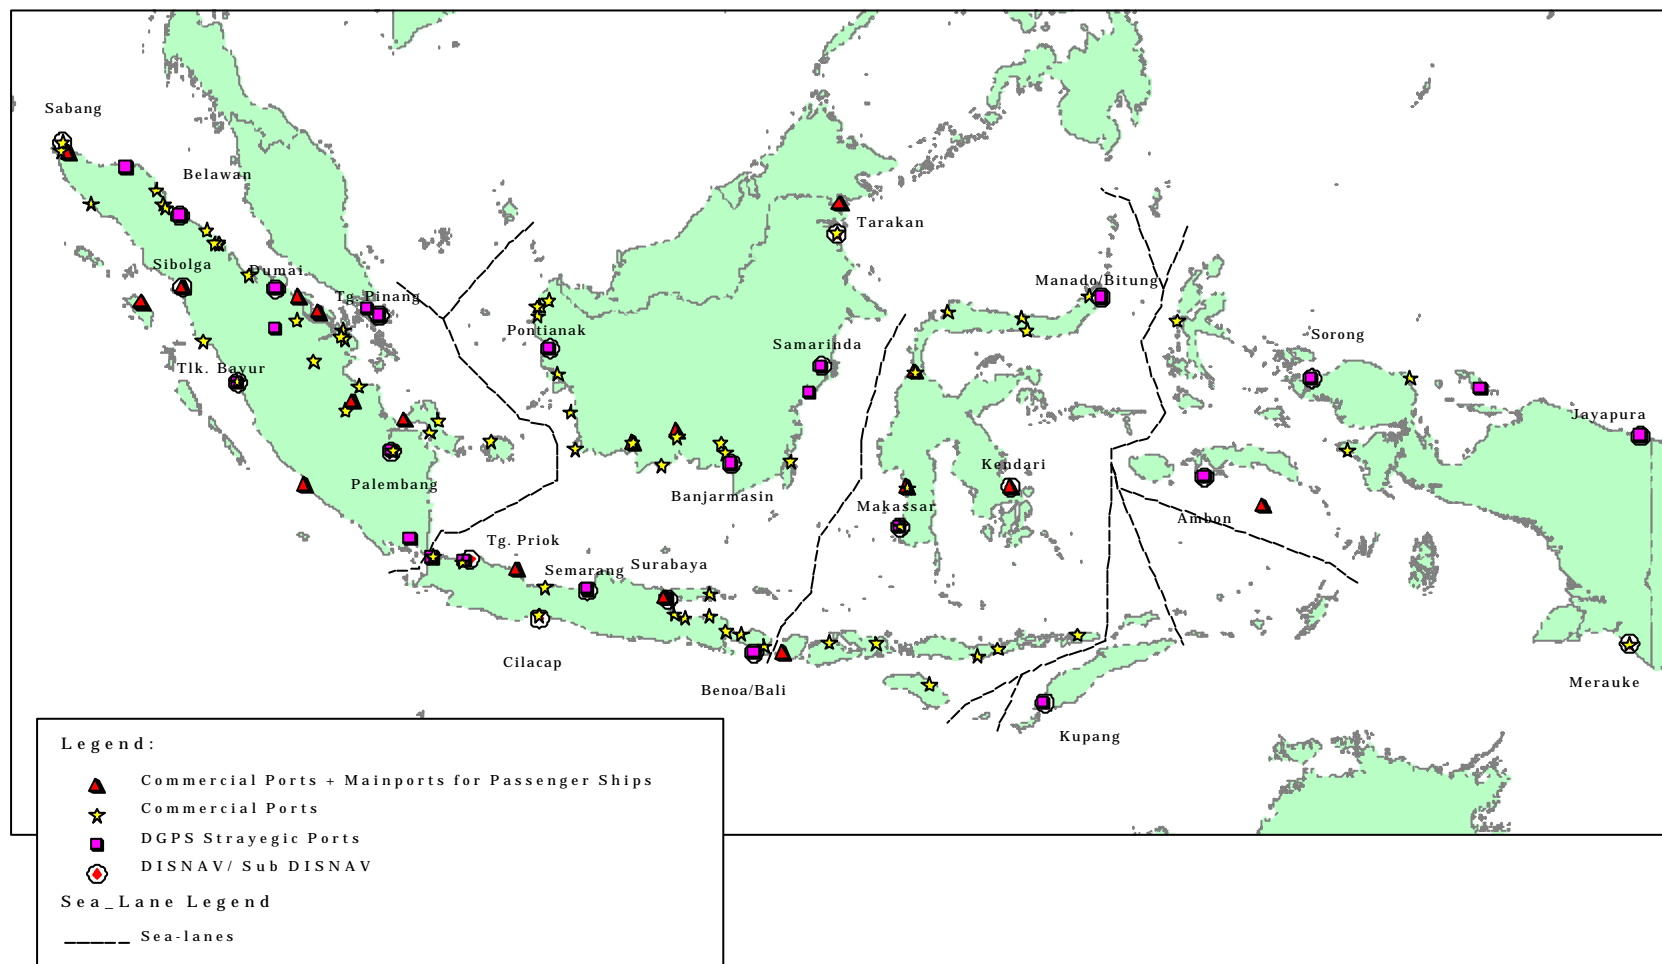 Sabang
Belawan
Tarakan
Sibolga
Dumai
Manado/Bitung
Tg. Pinang
Pontianak
Sorong
Samarinda
Tlk. Bayur
Jayapura
Kendari
Palembang
Banjarmasin
Makassar
Ambon
Tg. Priok
Semarang
Surabaya
Cilacap
Merauke
Benoa/Bali
Kupang
Legend:
Commercial Ports + Mainports for Passenger Ships
Commercial Ports
DGPS Strayegic Ports
DISNAV/ Sub DISNAV
Sea_Lane Legend
Sea-lanes